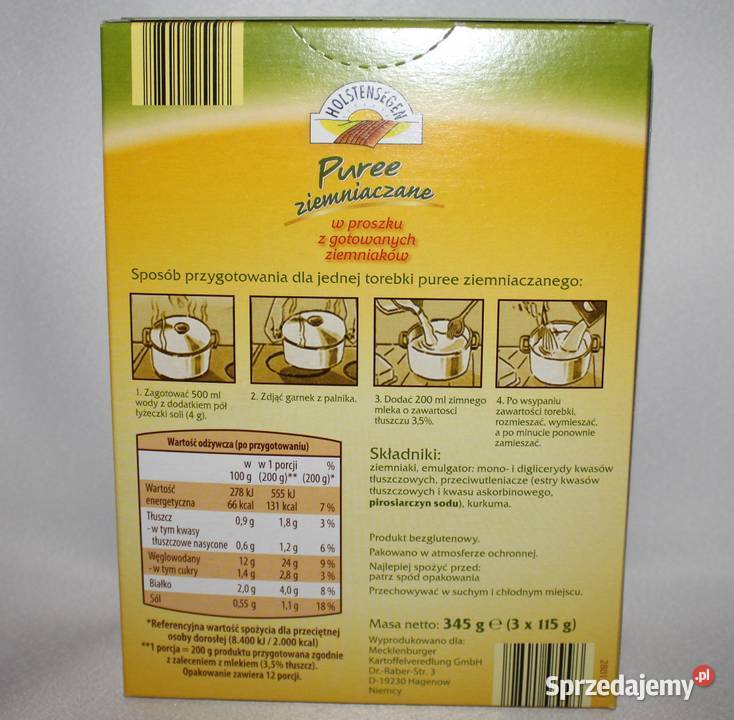 HOLSTENSEGEN
Puree
ziemniaczane
w proszku
z gotowanych
ziemniaków
Sposób przygotowania dla jednej torebki puree ziemniaczanego:
1. Zagotować 500 ml
wody z dodatkiem pół
łyżeczki soli (4 g).
2. Zdjąć garnek z palnika.
3. Dodać 200 ml zimnego
mleka o zawartosci
tłuszczu 3,5%.
4. Po wsypaniu
zawartości torebki,
rozmieszać, wymieszać,
a po minucie ponownie
zamieszać.
Wartość odżywcza (po przygotowaniu)
w w 1 porcji %
100 g (200 g)** (200 g)*
Wartość 278 kJ 555 kJ
energetyczna 66 kcal 131 kcal 7 %
Tłuszcz 0,9 g 1,8 g 3 %
- w tym kwasy
tłuszczowe nasycone 0,6 g 1,2 g 6 %
Węglowodany 12 g 24 g 9 %
- w tym cukry 1,4 g 2,8 g 3 %
Białko 2,0 g 4,0 g 8 %
Sól 0,55 g 1,1 g 18 %
*Referencyjna wartość spożycia dla przeciętnej
osoby dorosłej (8.400 kJ / 2.000 kcal)
**1 porcja = 200 g produktu przygotowana zgodnie
z zaleceniem z mlekiem (3,5% tłuszcz).
Opakowanie zawiera 12 porcji.
Składniki:
ziemniaki, emulgator: mono- i diglicerydy kwasów
tłuszczowych, przeciwutleniacze (estry kwasów
tłuszczowych i kwasu askorbinowego,
pirosiarczyn sodu), kurkuma.
Produkt bezglutenowy.
Pakowano w atmosferze ochronnej.
Najlepiej spożyć przed:
patrz spód opakowania
Przechowywać w suchym i chłodnym miejscu.
Masa netto: 345 g ℮ (3 x 115 g)
Wyprodukowano dla:
Mecklenburger
Kartoffelveredlung GmbH
Dr.-Raber-Str. 3
D-19230 Hagenow
Niemcy
Sprzedajemy.pl